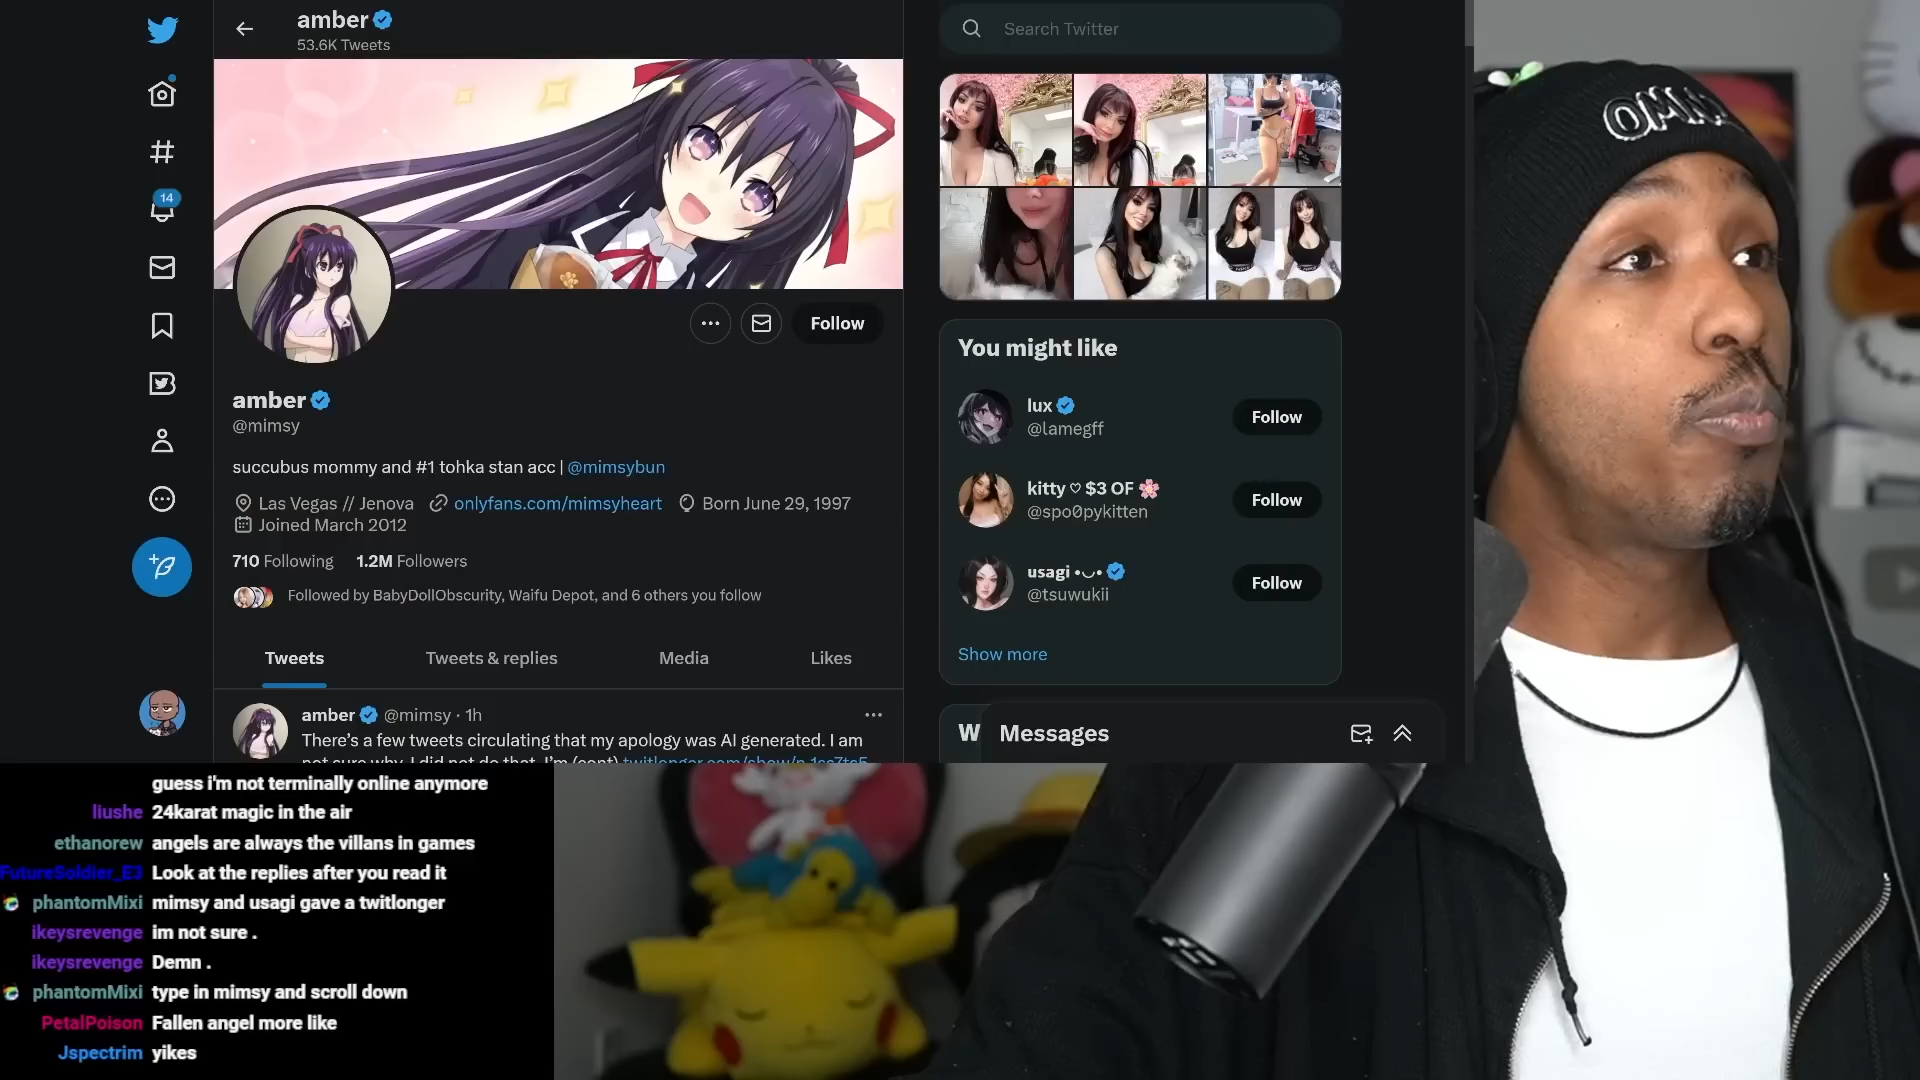 amber
53.6K Tweets
Search Twitter
14
Follow
amber
@mimsy
succubus mommy and #1 tohka stan acc | @mimsybun
Las Vegas // Jenova onlyfans.com/mimsyheart Born June 29, 1997
Joined March 2012
710 Following 1.2M Followers
Followed by BabyDollObscurity, Waifu Depot, and 6 others you follow
Tweets Tweets & replies Media Likes
amber @mimsy · 1h
There's a few tweets circulating that my apology was AI generated. I am
You might like
lux
@lamegff
Follow
kitty ♡ $3 OF 🌸
@spo0pykitten
Follow
usagi •◡•
@tsuwukii
Follow
Show more
W
Messages
guess i'm not terminally online anymore
liushe 24karat magic in the air
ethanorew angels are always the villans in games
FutureSoldier_E3 Look at the replies after you read it
phantomMixi mimsy and usagi gave a twitlonger
ikeysrevenge im not sure .
ikeysrevenge Demn .
phantomMixi type in mimsy and scroll down
PetalPoison Fallen angel more like
Jspectrim yikes